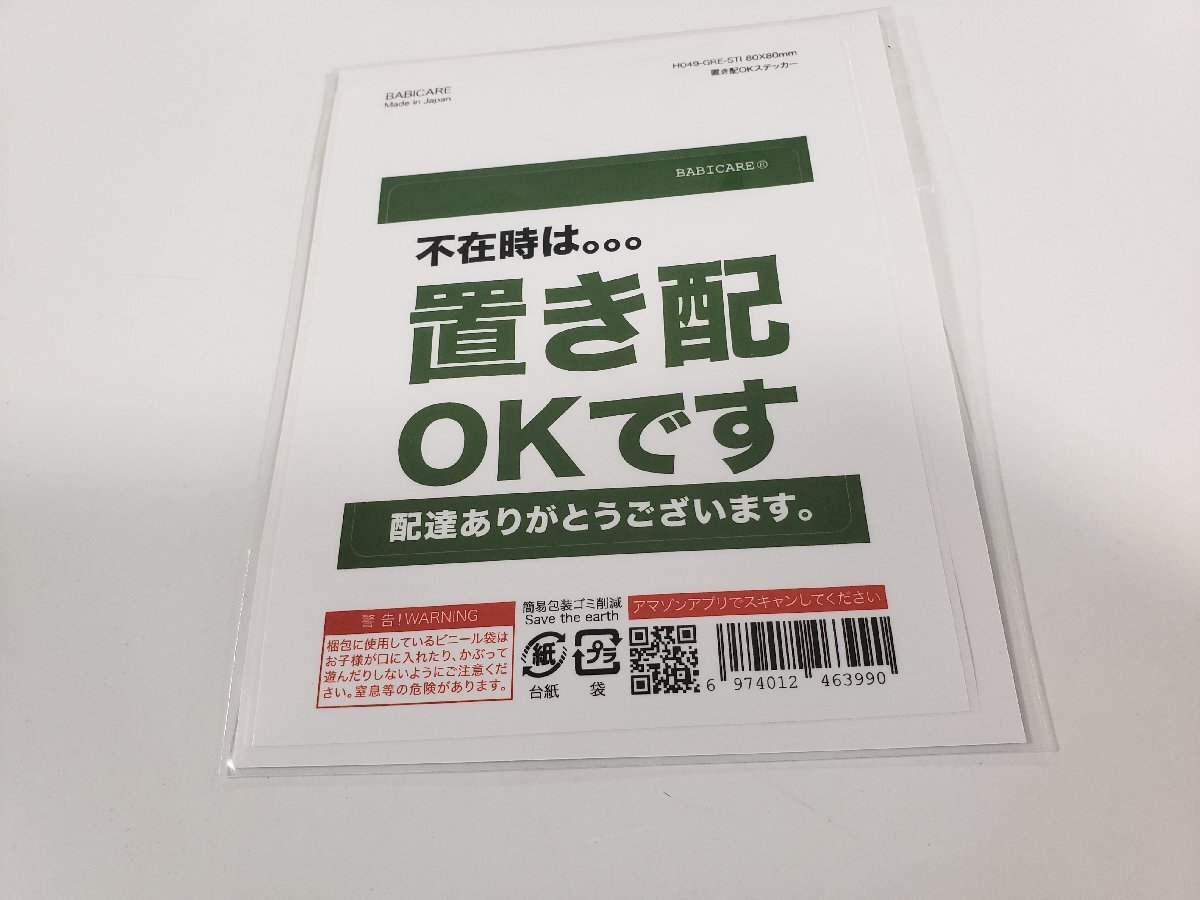 BABICARE
Made in Japan
H049-GRE-STI 80X80mm
置き配OKステッカー
BABICARE®
不在時は。。。
置き配
OKです
配達ありがとうございます。
警告!WARNING
梱包に使用しているビニール袋は
お子様が口に入れたり、かぶって
遊んだりしないようにご注意くだ
さい。窒息等の危険があります。
簡易包装ゴミ削減
Save the earth
紙
台紙
プラ
袋
アマゾンアプリでスキャンしてください
6 974012 463990